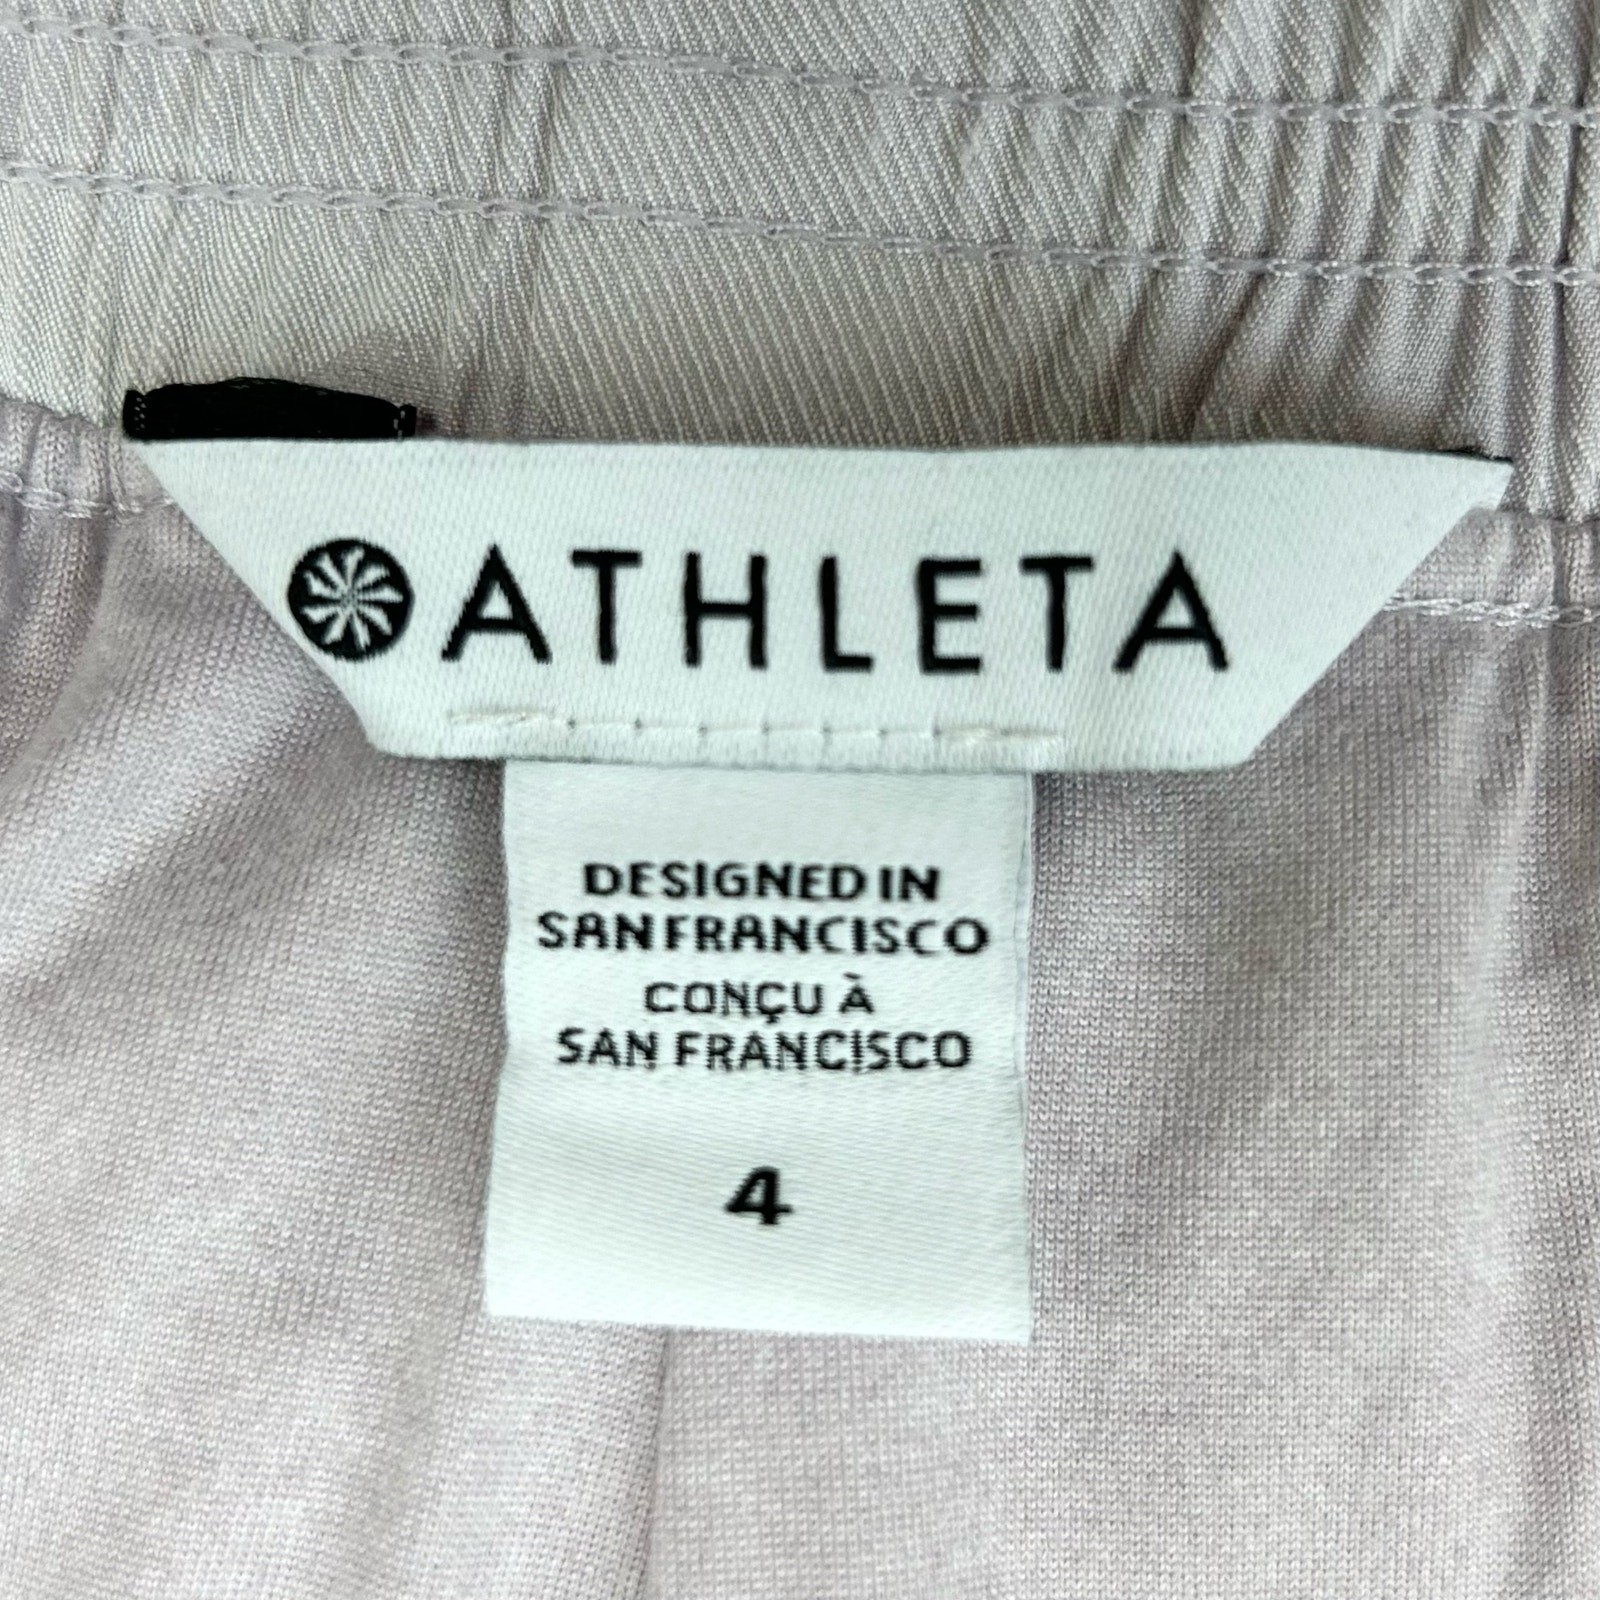 ATHLETA
DESIGNED IN
SAN FRANCISCO
CONÇU À
SAN FRANCISCO
4